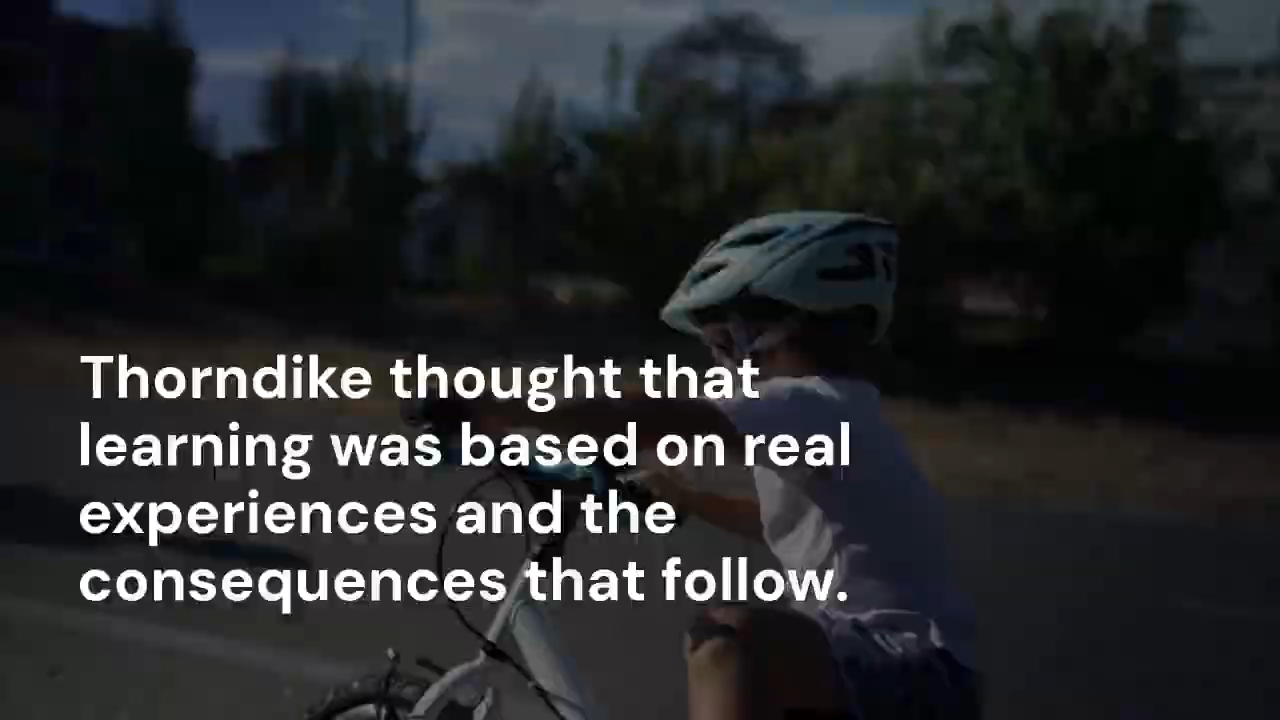 Thorndike thought that
learning was based on real
experiences and the
consequences that follow.